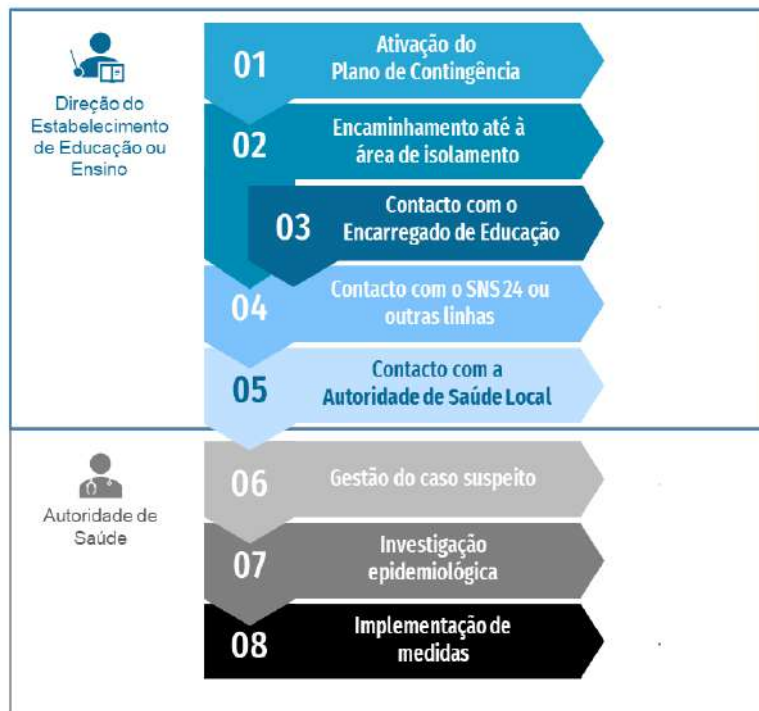 Direção do
Estabelecimento
de Educação ou
Ensino
01
Ativação do
Plano de Contingência
02
Encaminhamento até à
área de isolamento
03
Contacto com o
Encarregado de Educação
04
Contacto com o SNS 24 ou
outras linhas
05
Contacto com a
Autoridade de Saúde Local
Autoridade de
Saúde
06
Gestão do caso suspeito
07
Investigação
epidemiológica
08
Implementação de
medidas